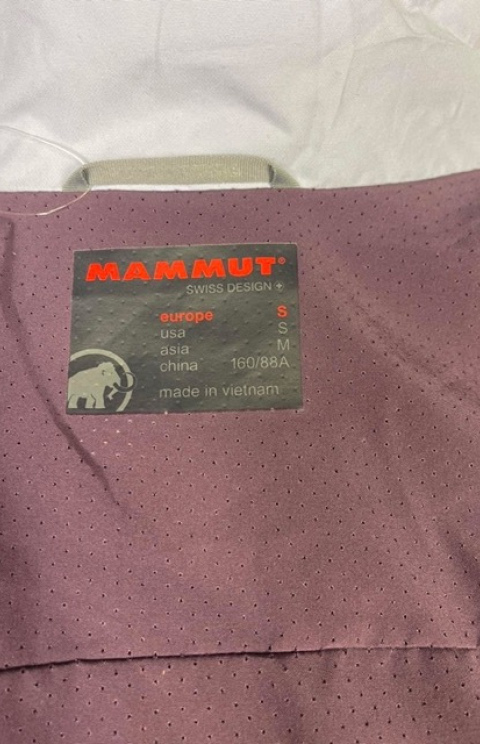 MAMMUT®
SWISS DESIGN +
europe S
usa S
asia M
china 160/88A
made in vietnam